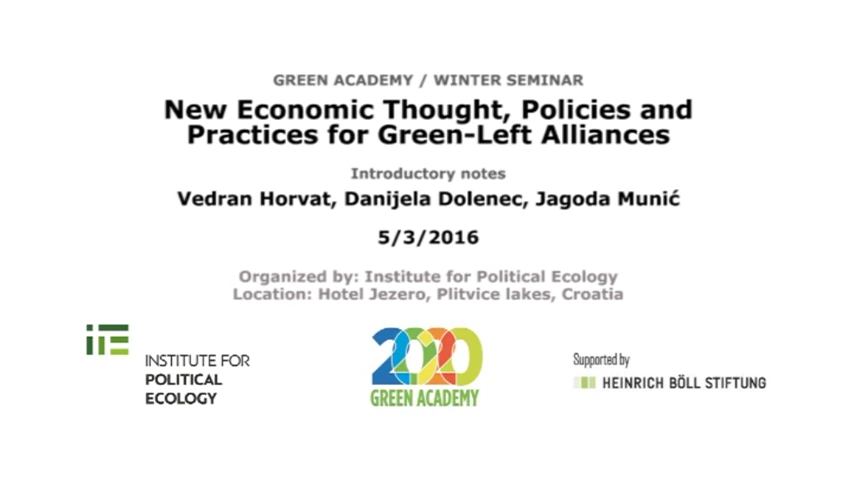 GREEN ACADEMY / WINTER SEMINAR
New Economic Thought, Policies and
Practices for Green-Left Alliances
Introductory notes
Vedran Horvat, Danijela Dolenec, Jagoda Munić
5/3/2016
Organized by: Institute for Political Ecology
Location: Hotel Jezero, Plitvice lakes, Croatia
INSTITUTE FOR
POLITICAL
ECOLOGY
2020
GREEN ACADEMY
Supported by
HEINRICH BÖLL STIFTUNG